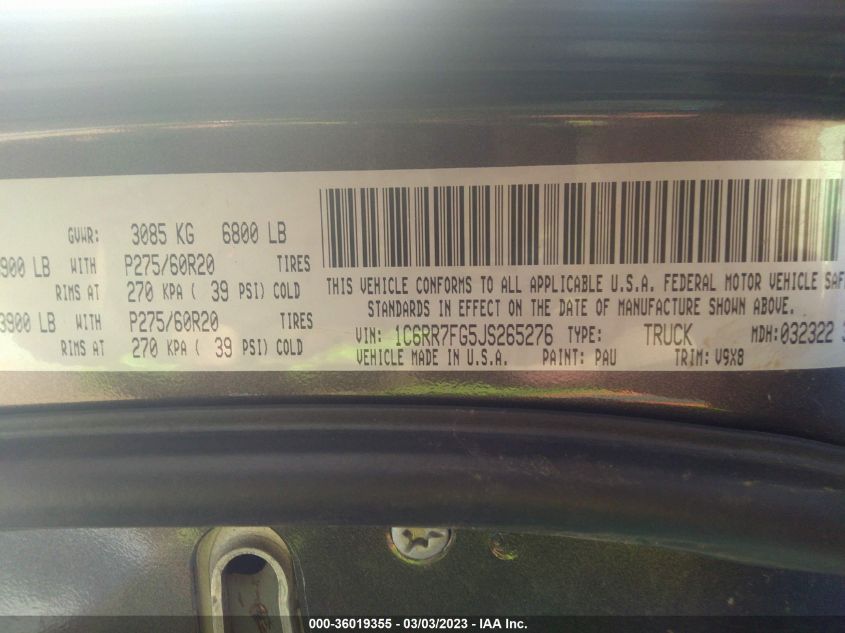 GVWR: 3085 KG 6800 LB
900 LB WITH P275/60R20 TIRES
RIMS AT 270 KPA ( 39 PSI) COLD
3900 LB WITH P275/60R20 TIRES
RIMS AT 270 KPA ( 39 PSI) COLD
THIS VEHICLE CONFORMS TO ALL APPLICABLE U.S.A. FEDERAL MOTOR VEHICLE SAF
STANDARDS IN EFFECT ON THE DATE OF MANUFACTURE SHOWN ABOVE.
VIN: 1C6RR7FG5JS265276 TYPE: TRUCK MDH: 032322
VEHICLE MADE IN U.S.A. PAINT: PAU TRIM: V9X8
000-36019355 - 03/03/2023 - IAA Inc.